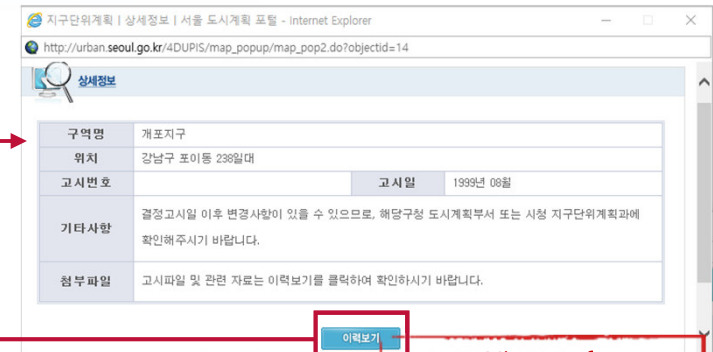 지구단위계획 | 상세정보 | 서울 도시계획 포털 - Internet Explorer
http://urban.seoul.go.kr/4DUPIS/map_popup/map_pop2.do?objectid=14
상세정보
구역명 개포지구
위치 강남구 포이동 238일대
고시번호 고시일 1999년 08월
기타사항 결정고시일 이후 변경사항이 있을 수 있으므로, 해당구청 도시계획부서 또는 시청 지구단위계획과에
확인해주시기 바랍니다.
첨부파일 고시파일 및 관련 자료는 이력보기를 클릭하여 확인하시기 바랍니다.
이력보기